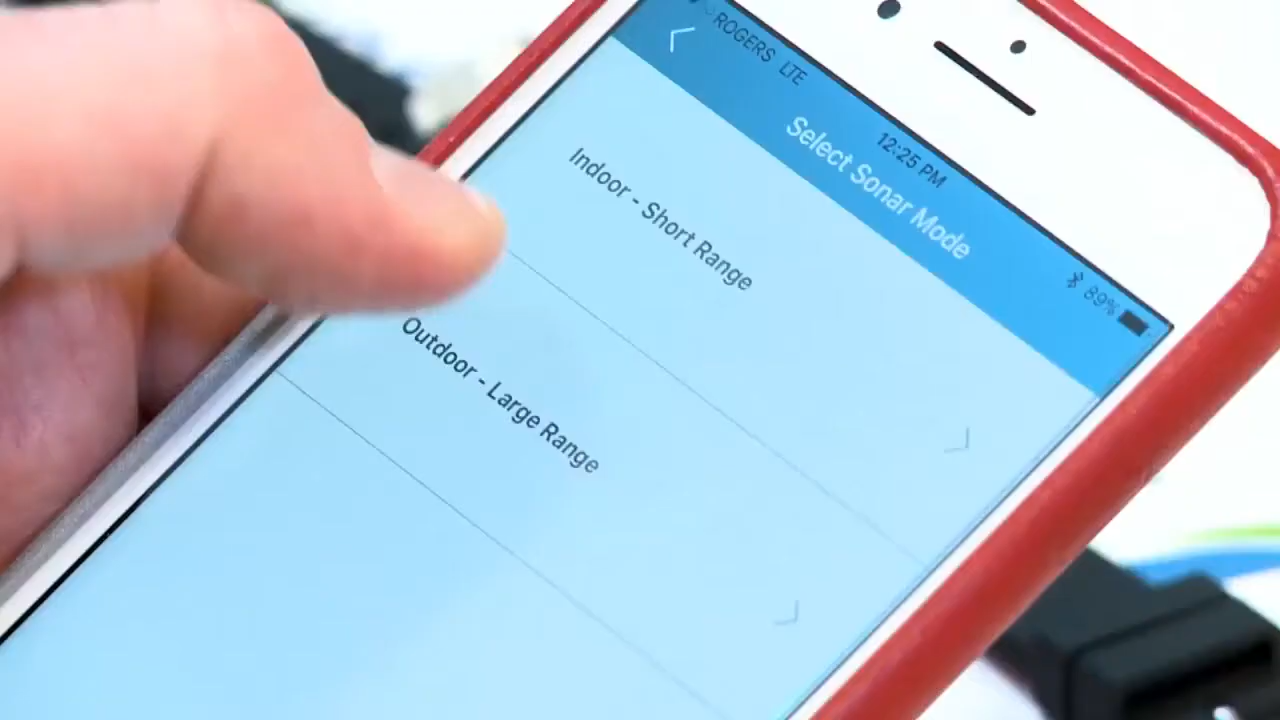 ROGERS LTE 12:25 PM 89%
Select Sonar Mode
Indoor - Short Range
Outdoor - Large Range